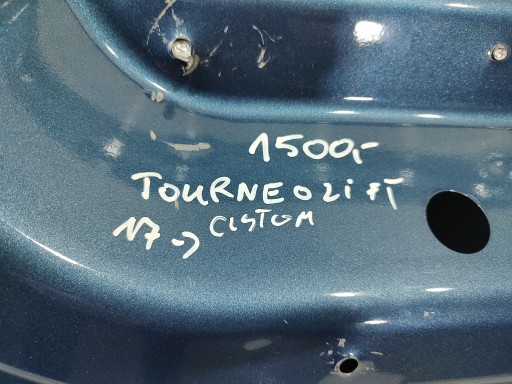 1500,-
TOURNEO LIFT
17-> CUSTOM